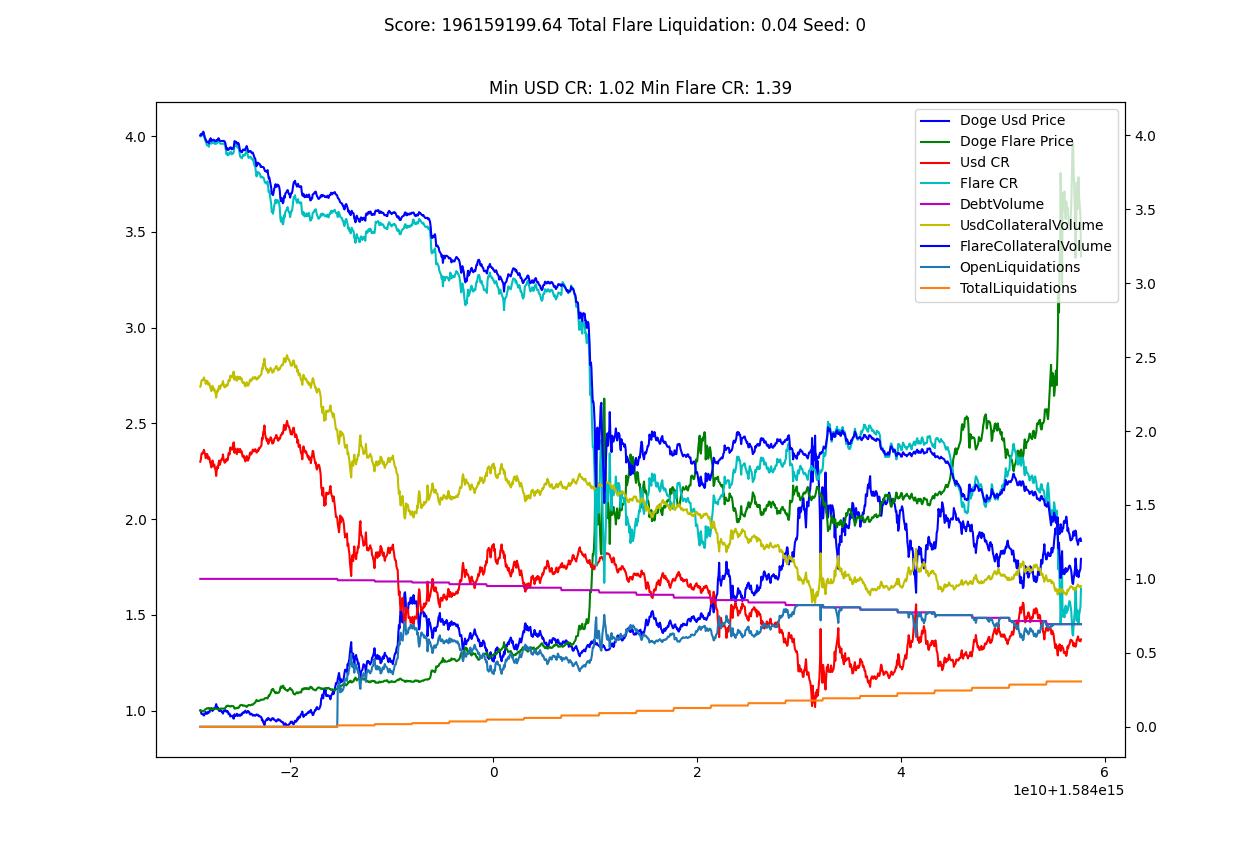 Score: 196159199.64 Total Flare Liquidation: 0.04 Seed: 0
Min USD CR: 1.02 Min Flare CR: 1.39
Doge Usd Price
Doge Flare Price
Usd CR
Flare CR
DebtVolume
UsdCollateralVolume
FlareCollateralVolume
OpenLiquidations
TotalLiquidations
4.0
3.5
3.0
2.5
2.0
1.5
1.0
4.0
3.5
3.0
2.5
2.0
1.5
1.0
0.5
0.0
−2
0
2
4
6
1e10+1.584e15